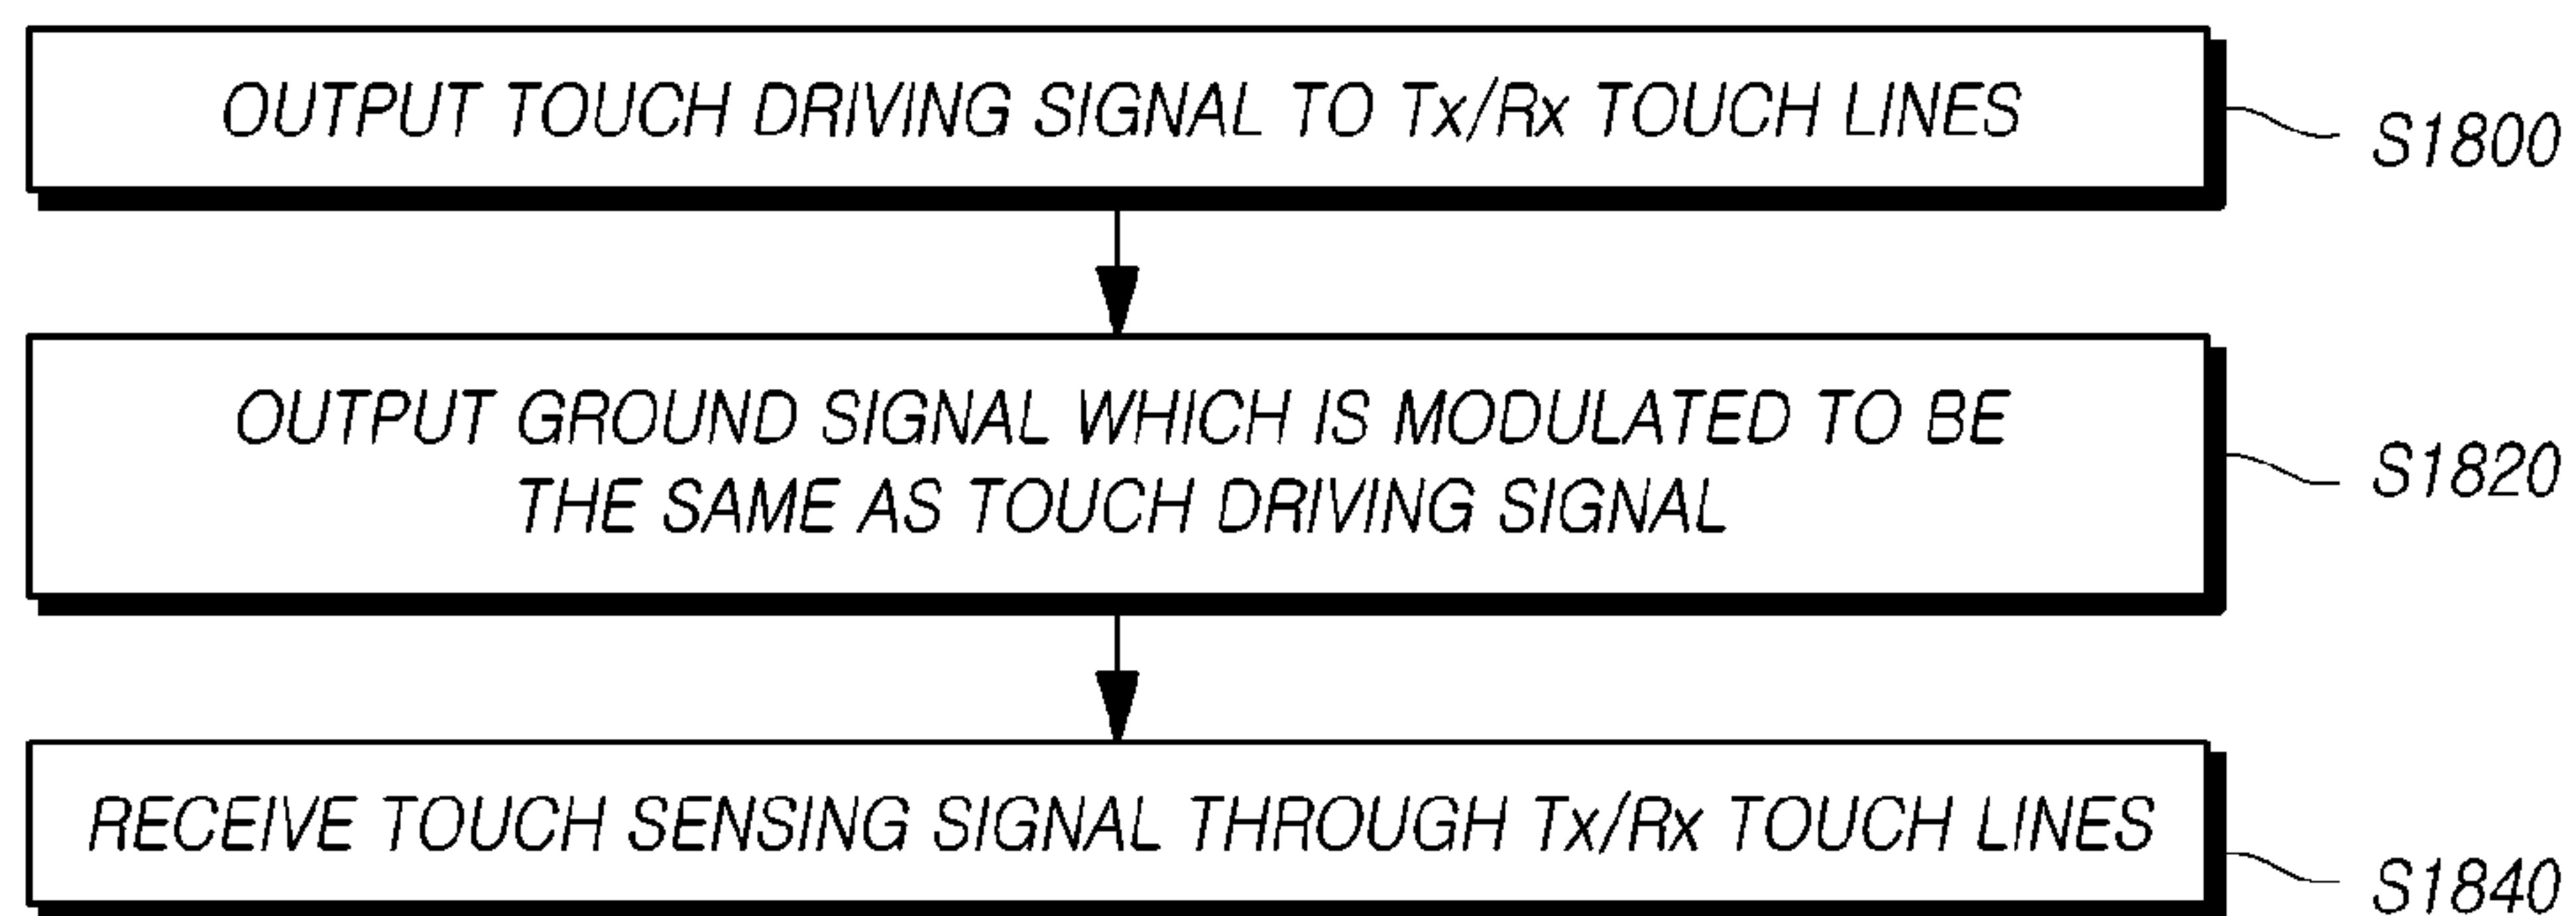 OUTPUT TOUCH DRIVING SIGNAL TO Tx/Rx TOUCH LINES
S1800
OUTPUT GROUND SIGNAL WHICH IS MODULATED TO BE
THE SAME AS TOUCH DRIVING SIGNAL
S1820
RECEIVE TOUCH SENSING SIGNAL THROUGH Tx/Rx TOUCH LINES
S1840